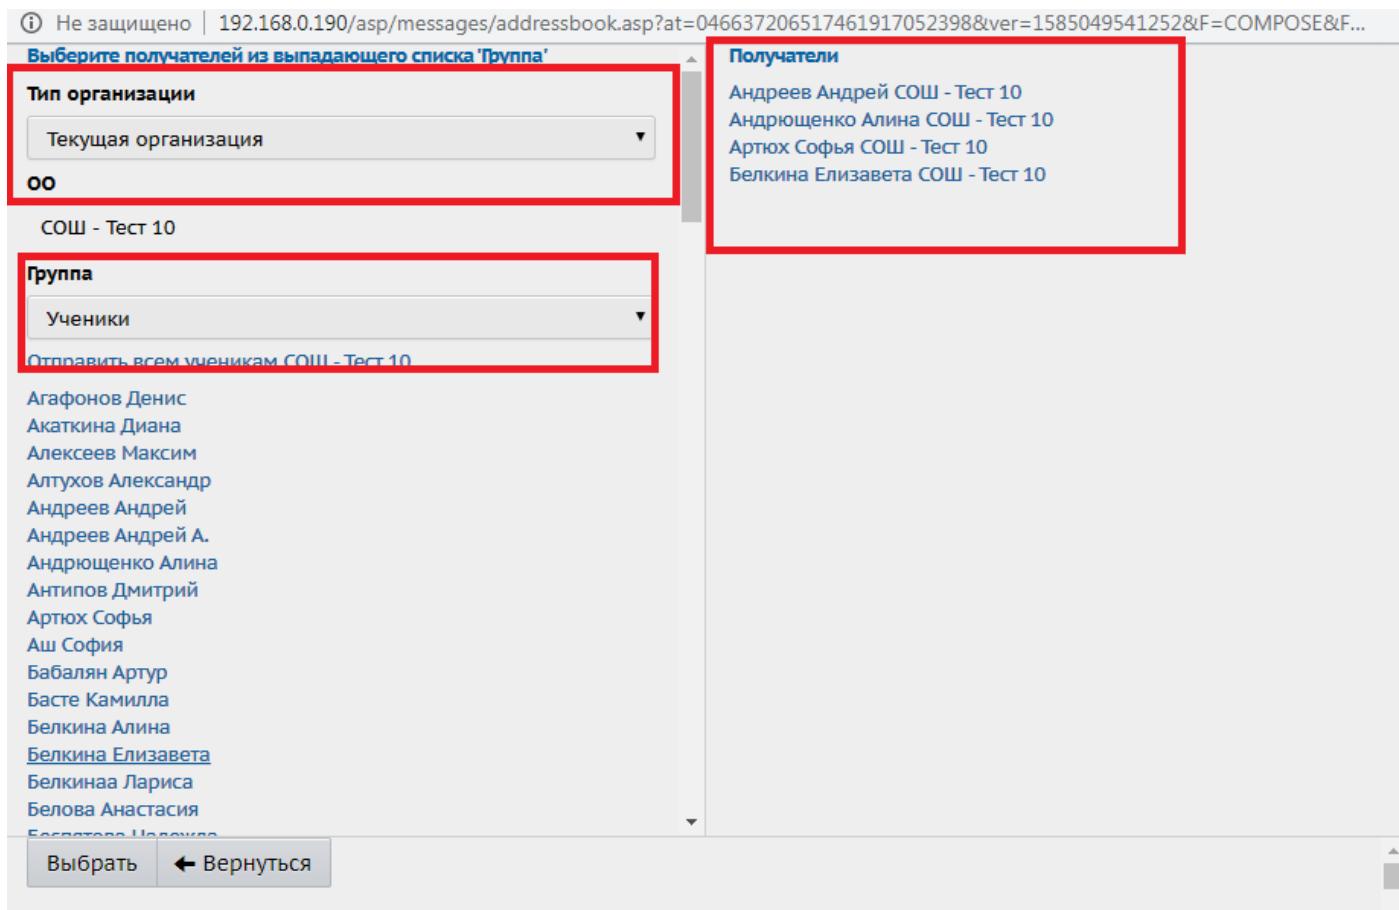 Не защищено | 192.168.0.190/asp/messages/addressbook.asp?at=046637206517461917052398&ver=1585049541252&F=COMPOSE&F...
Выберите получателей из выпадающего списка 'Группа'
Тип организации
Текущая организация
ОО
СОШ - Тест 10
Группа
Ученики
Отправить всем ученикам СОШ - Тест 10
Агафонов Денис
Акаткина Диана
Алексеев Максим
Алтухов Александр
Андреев Андрей
Андреев Андрей А.
Андрющенко Алина
Антипов Дмитрий
Артюх Софья
Аш София
Бабалян Артур
Басте Камилла
Белкина Алина
Белкина Елизавета
Белкинаа Лариса
Белова Анастасия
Получатели
Андреев Андрей СОШ - Тест 10
Андрющенко Алина СОШ - Тест 10
Артюх Софья СОШ - Тест 10
Белкина Елизавета СОШ - Тест 10
Выбрать
Вернуться